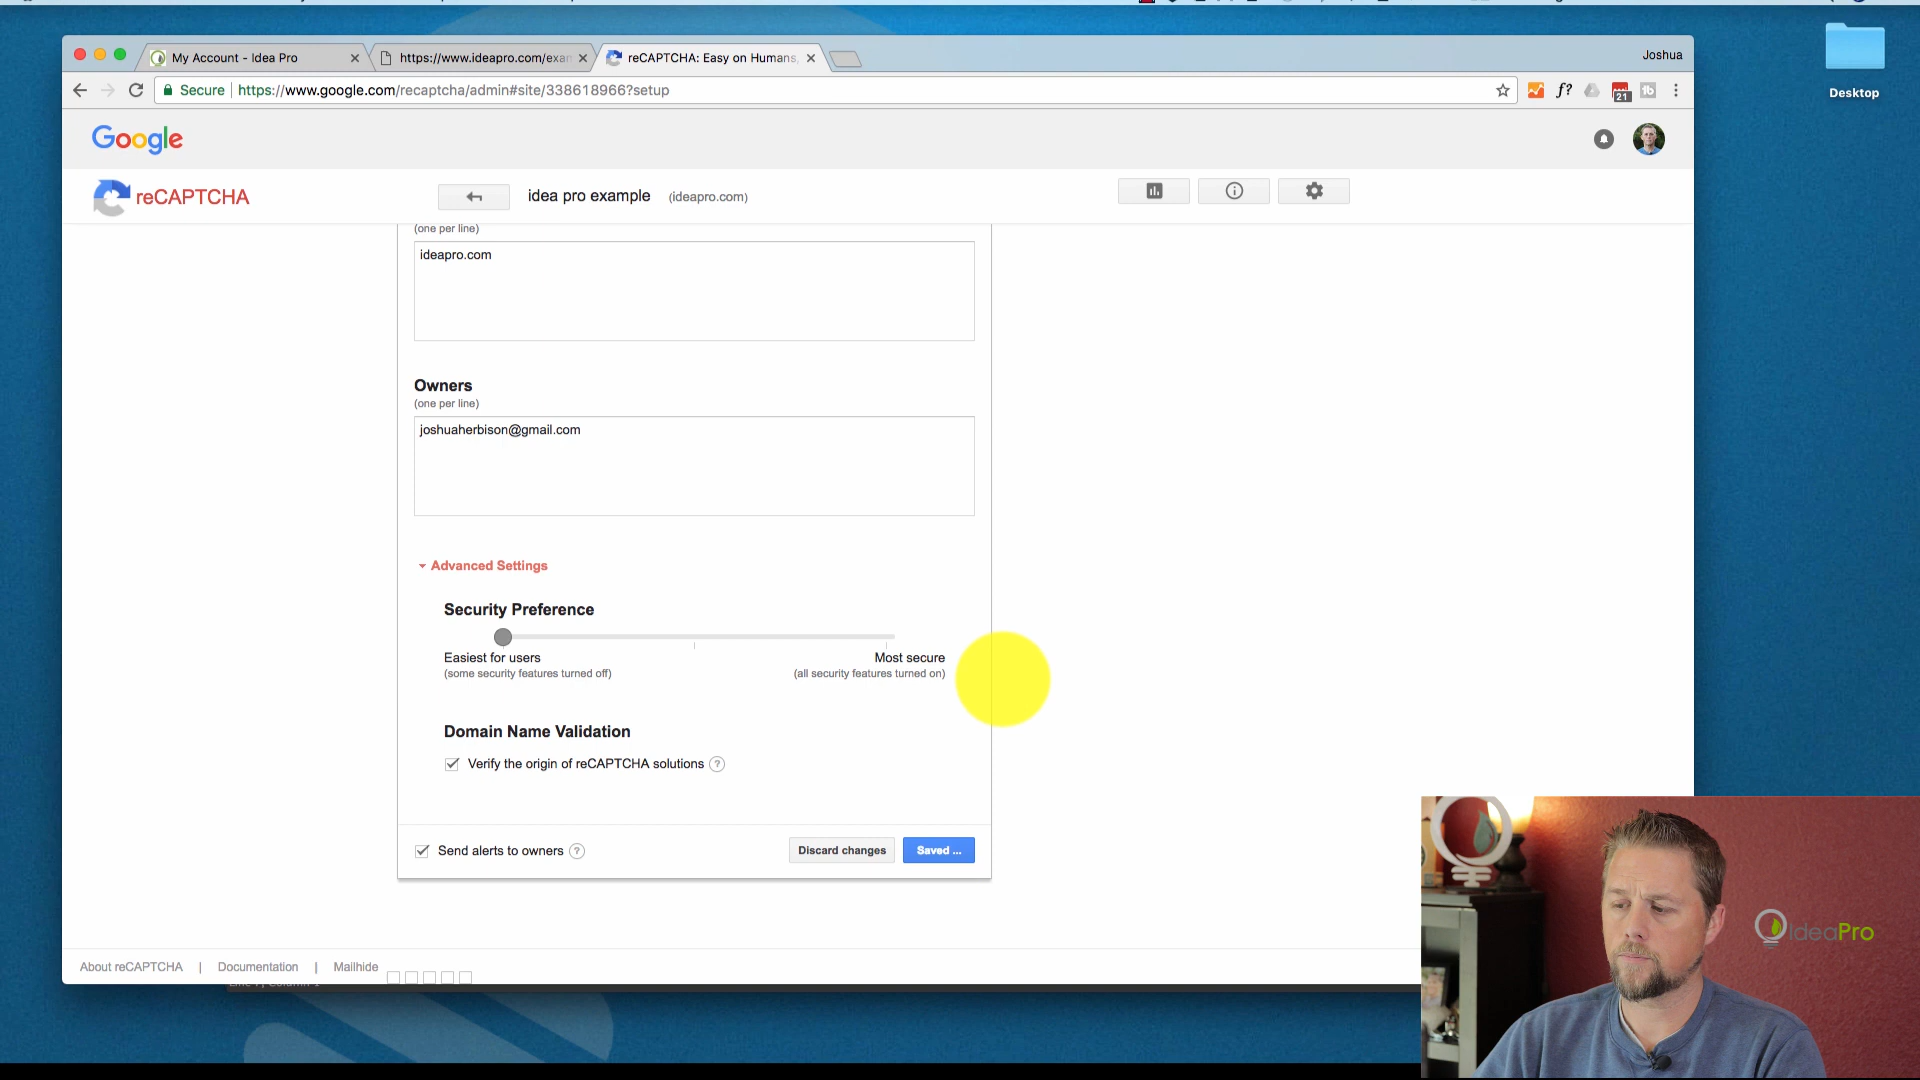 My Account - Idea Pro
https://www.ideapro.com/exam
reCAPTCHA: Easy on Humans,
Joshua
Secure
https://www.google.com/recaptcha/admin#site/338618966?setup
f?
21
Desktop
Google
reCAPTCHA
idea pro example
(ideapro.com)
(one per line)
ideapro.com
Owners
(one per line)
joshuaherbison@gmail.com
Advanced Settings
Security Preference
Easiest for users
Most secure
(some security features turned off)
(all security features turned on)
Domain Name Validation
Verify the origin of reCAPTCHA solutions ?
Send alerts to owners ?
Discard changes
Saved ...
IdeaPro
About reCAPTCHA | Documentation | Mailhide